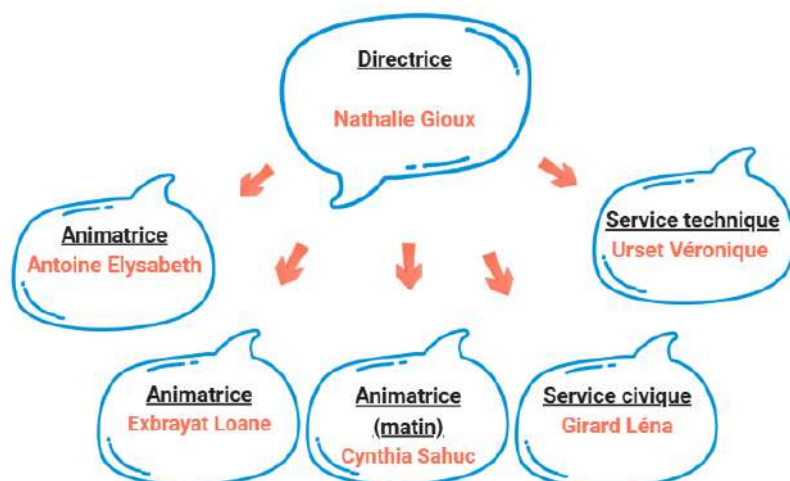 Directrice
Nathalie Gioux
Animatrice
Antoine Elysabeth
Service technique
Urset Véronique
Animatrice
Exbrayat Loane
Animatrice
(matin)
Cynthia Sahuc
Service civique
Girard Léna